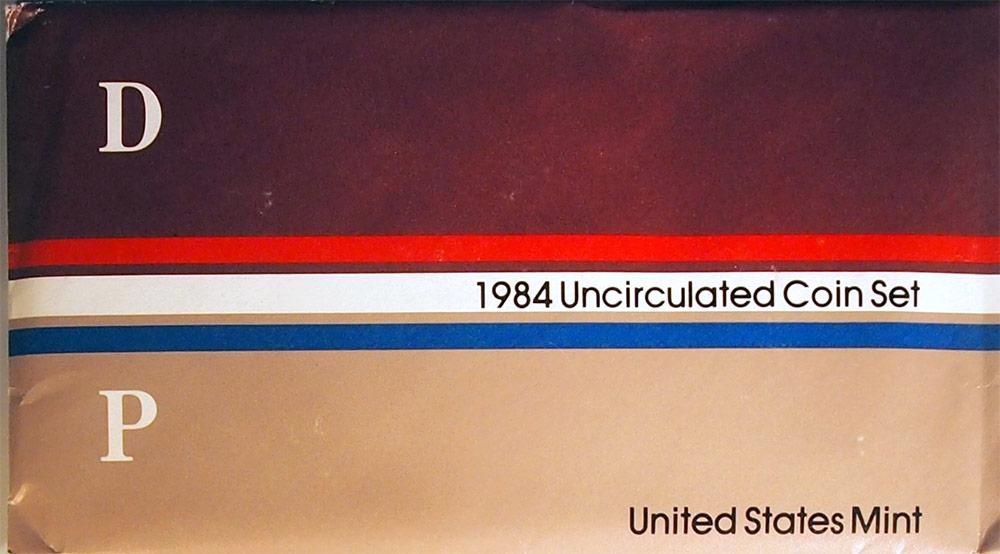 D
1984 Uncirculated Coin Set
P
United States Mint